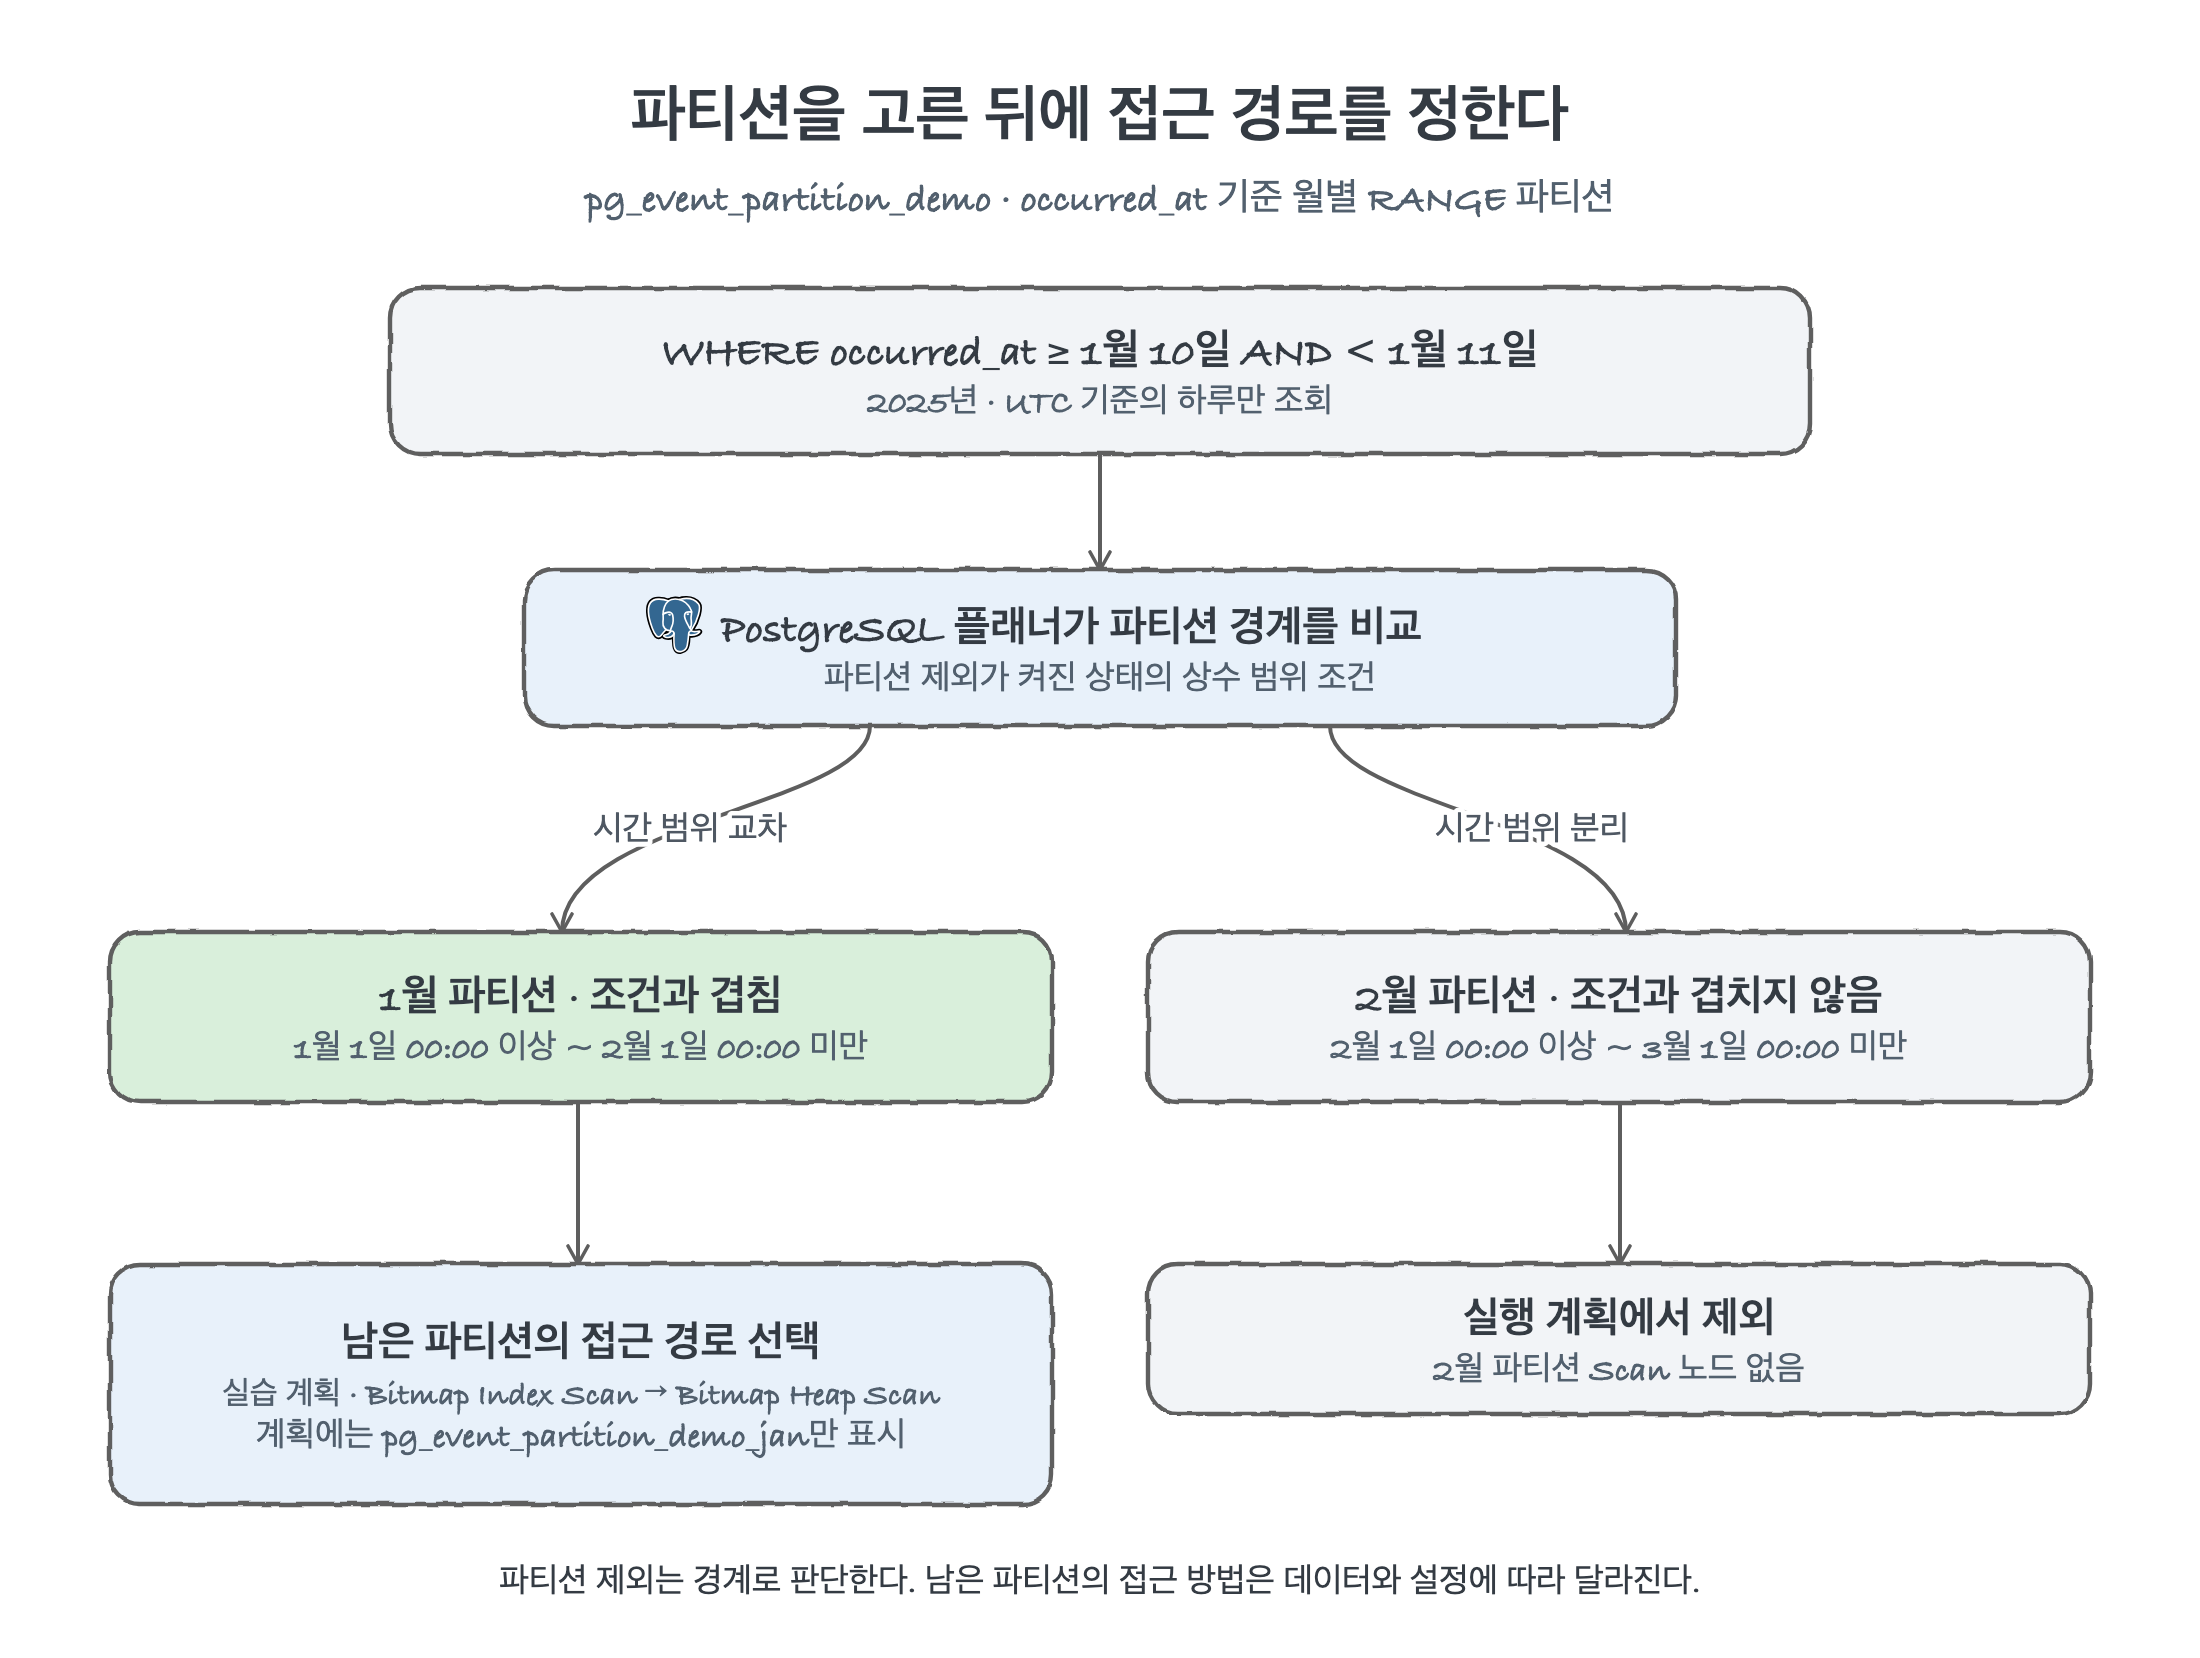 파티션을 고른 뒤에 접근 경로를 정한다
pg_event_partition_demo · occurred_at 기준 월별 RANGE 파티션
WHERE occurred_at ≥ 1월 10일 AND < 1월 11일
2025년 · UTC 기준의 하루만 조회
PostgreSQL 플래너가 파티션 경계를 비교
파티션 제외가 켜진 상태의 상수 범위 조건
시간 범위 교차
시간 범위 분리
1월 파티션 · 조건과 겹침
1월 1일 00:00 이상 ~ 2월 1일 00:00 미만
2월 파티션 · 조건과 겹치지 않음
2월 1일 00:00 이상 ~ 3월 1일 00:00 미만
남은 파티션의 접근 경로 선택
실습 계획 · Bitmap Index Scan → Bitmap Heap Scan
계획에는 pg_event_partition_demo_jan만 표시
실행 계획에서 제외
2월 파티션 Scan 노드 없음
파티션 제외는 경계로 판단한다. 남은 파티션의 접근 방법은 데이터와 설정에 따라 달라진다.